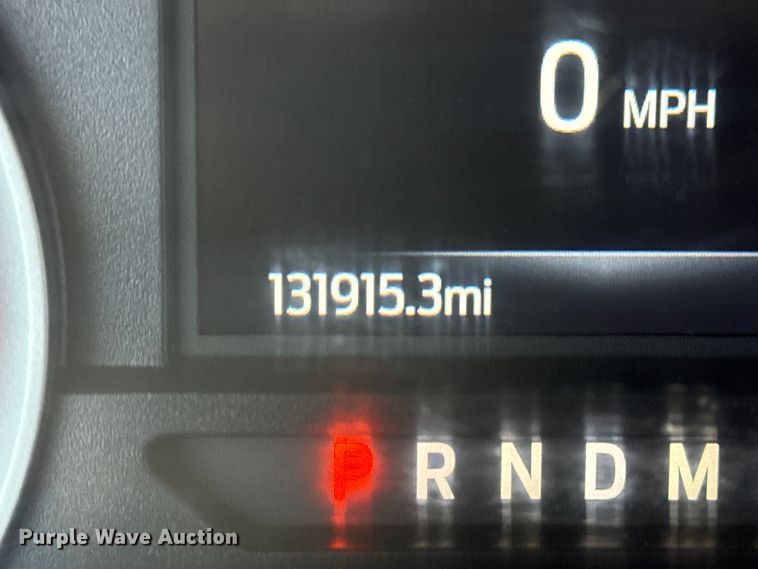 0 MPH
131915.3mi
P R N D M
Purple Wave Auction